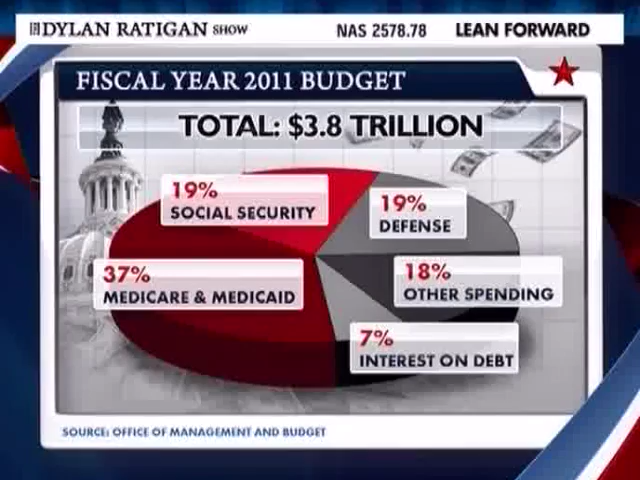 THE DYLAN RATIGAN SHOW NAS 2578.78 LEAN FORWARD
FISCAL YEAR 2011 BUDGET
TOTAL: $3.8 TRILLION
19%
SOCIAL SECURITY
19%
DEFENSE
37%
MEDICARE & MEDICAID
18%
OTHER SPENDING
7%
INTEREST ON DEBT
SOURCE: OFFICE OF MANAGEMENT AND BUDGET